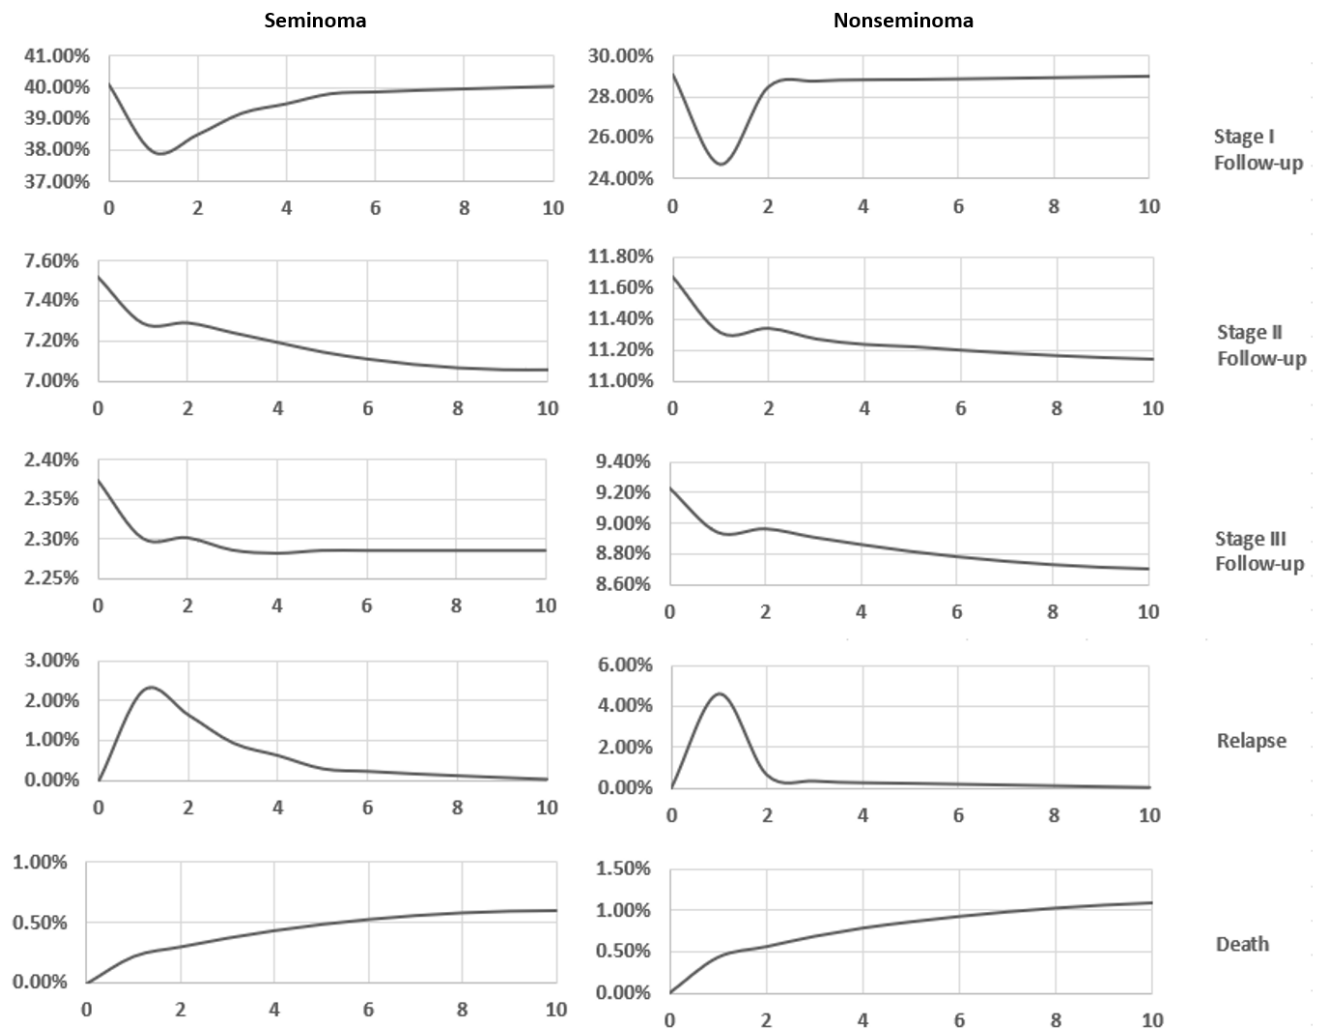 Seminoma
Nonseminoma
41.00%
40.00%
39.00%
38.00%
37.00%
0 2 4 6 8 10
30.00%
28.00%
26.00%
24.00%
0 2 4 6 8 10
Stage I
Follow-up
7.60%
7.40%
7.20%
7.00%
0 2 4 6 8 10
11.80%
11.60%
11.40%
11.20%
11.00%
0 2 4 6 8 10
Stage II
Follow-up
2.40%
2.35%
2.30%
2.25%
0 2 4 6 8 10
9.40%
9.20%
9.00%
8.80%
8.60%
0 2 4 6 8 10
Stage III
Follow-up
3.00%
2.00%
1.00%
0.00%
0 2 4 6 8 10
6.00%
4.00%
2.00%
0.00%
0 2 4 6 8 10
Relapse
1.00%
0.50%
0.00%
0 2 4 6 8 10
1.50%
1.00%
0.50%
0.00%
0 2 4 6 8 10
Death